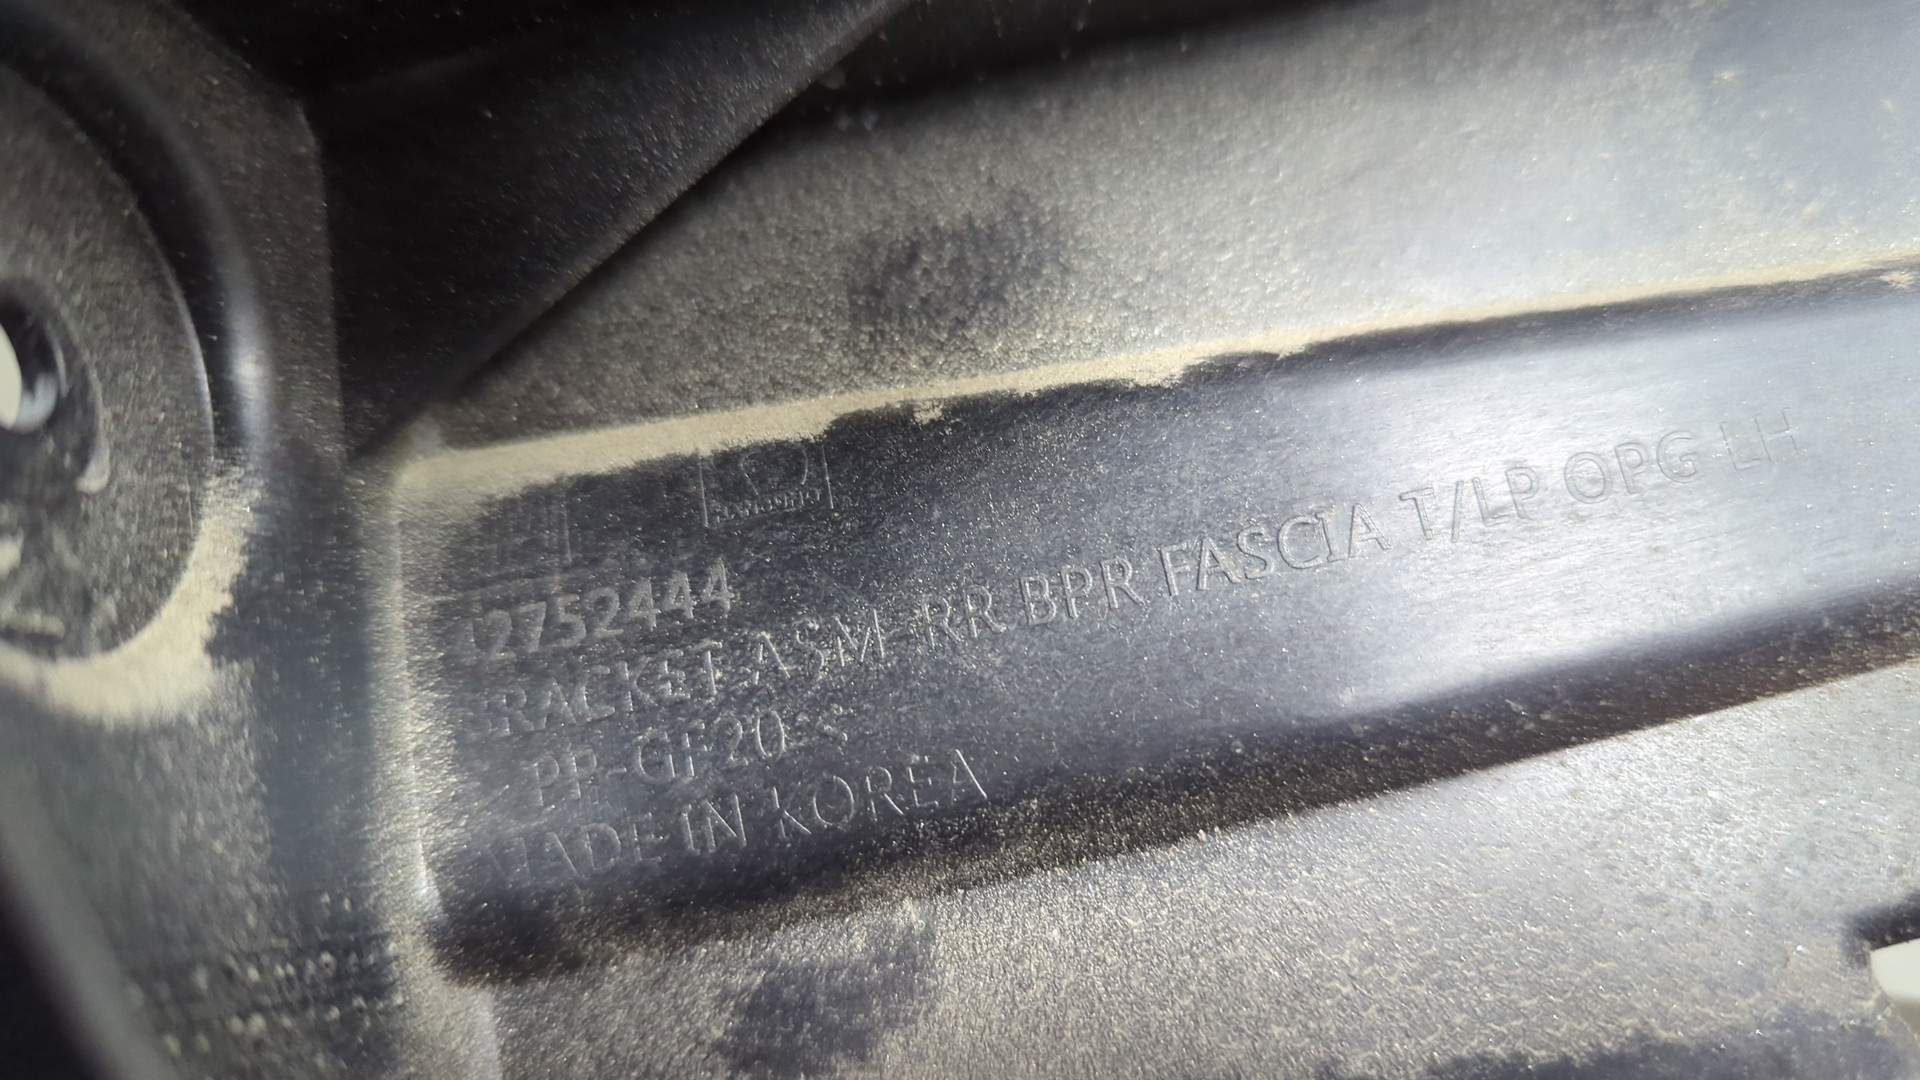 42752444
BRACKET ASM-RR BPR FASCIA T/LP OPG LH
PP-GF20
MADE IN KOREA